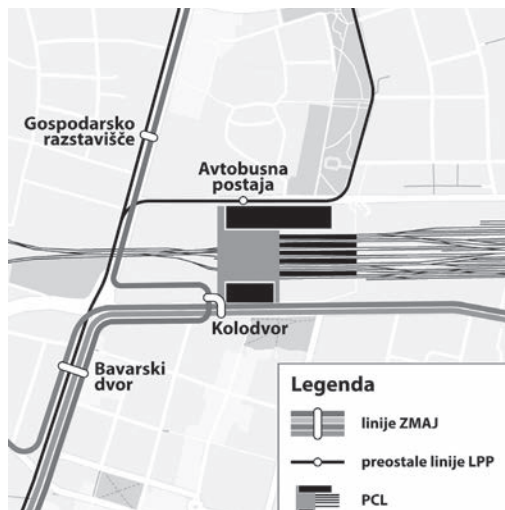 Gospodarsko
razstavišče
Avtobusna
postaja
Kolodvor
Bavarski
dvor
Legenda
linije ZMAJ
preostale linije LPP
PCL